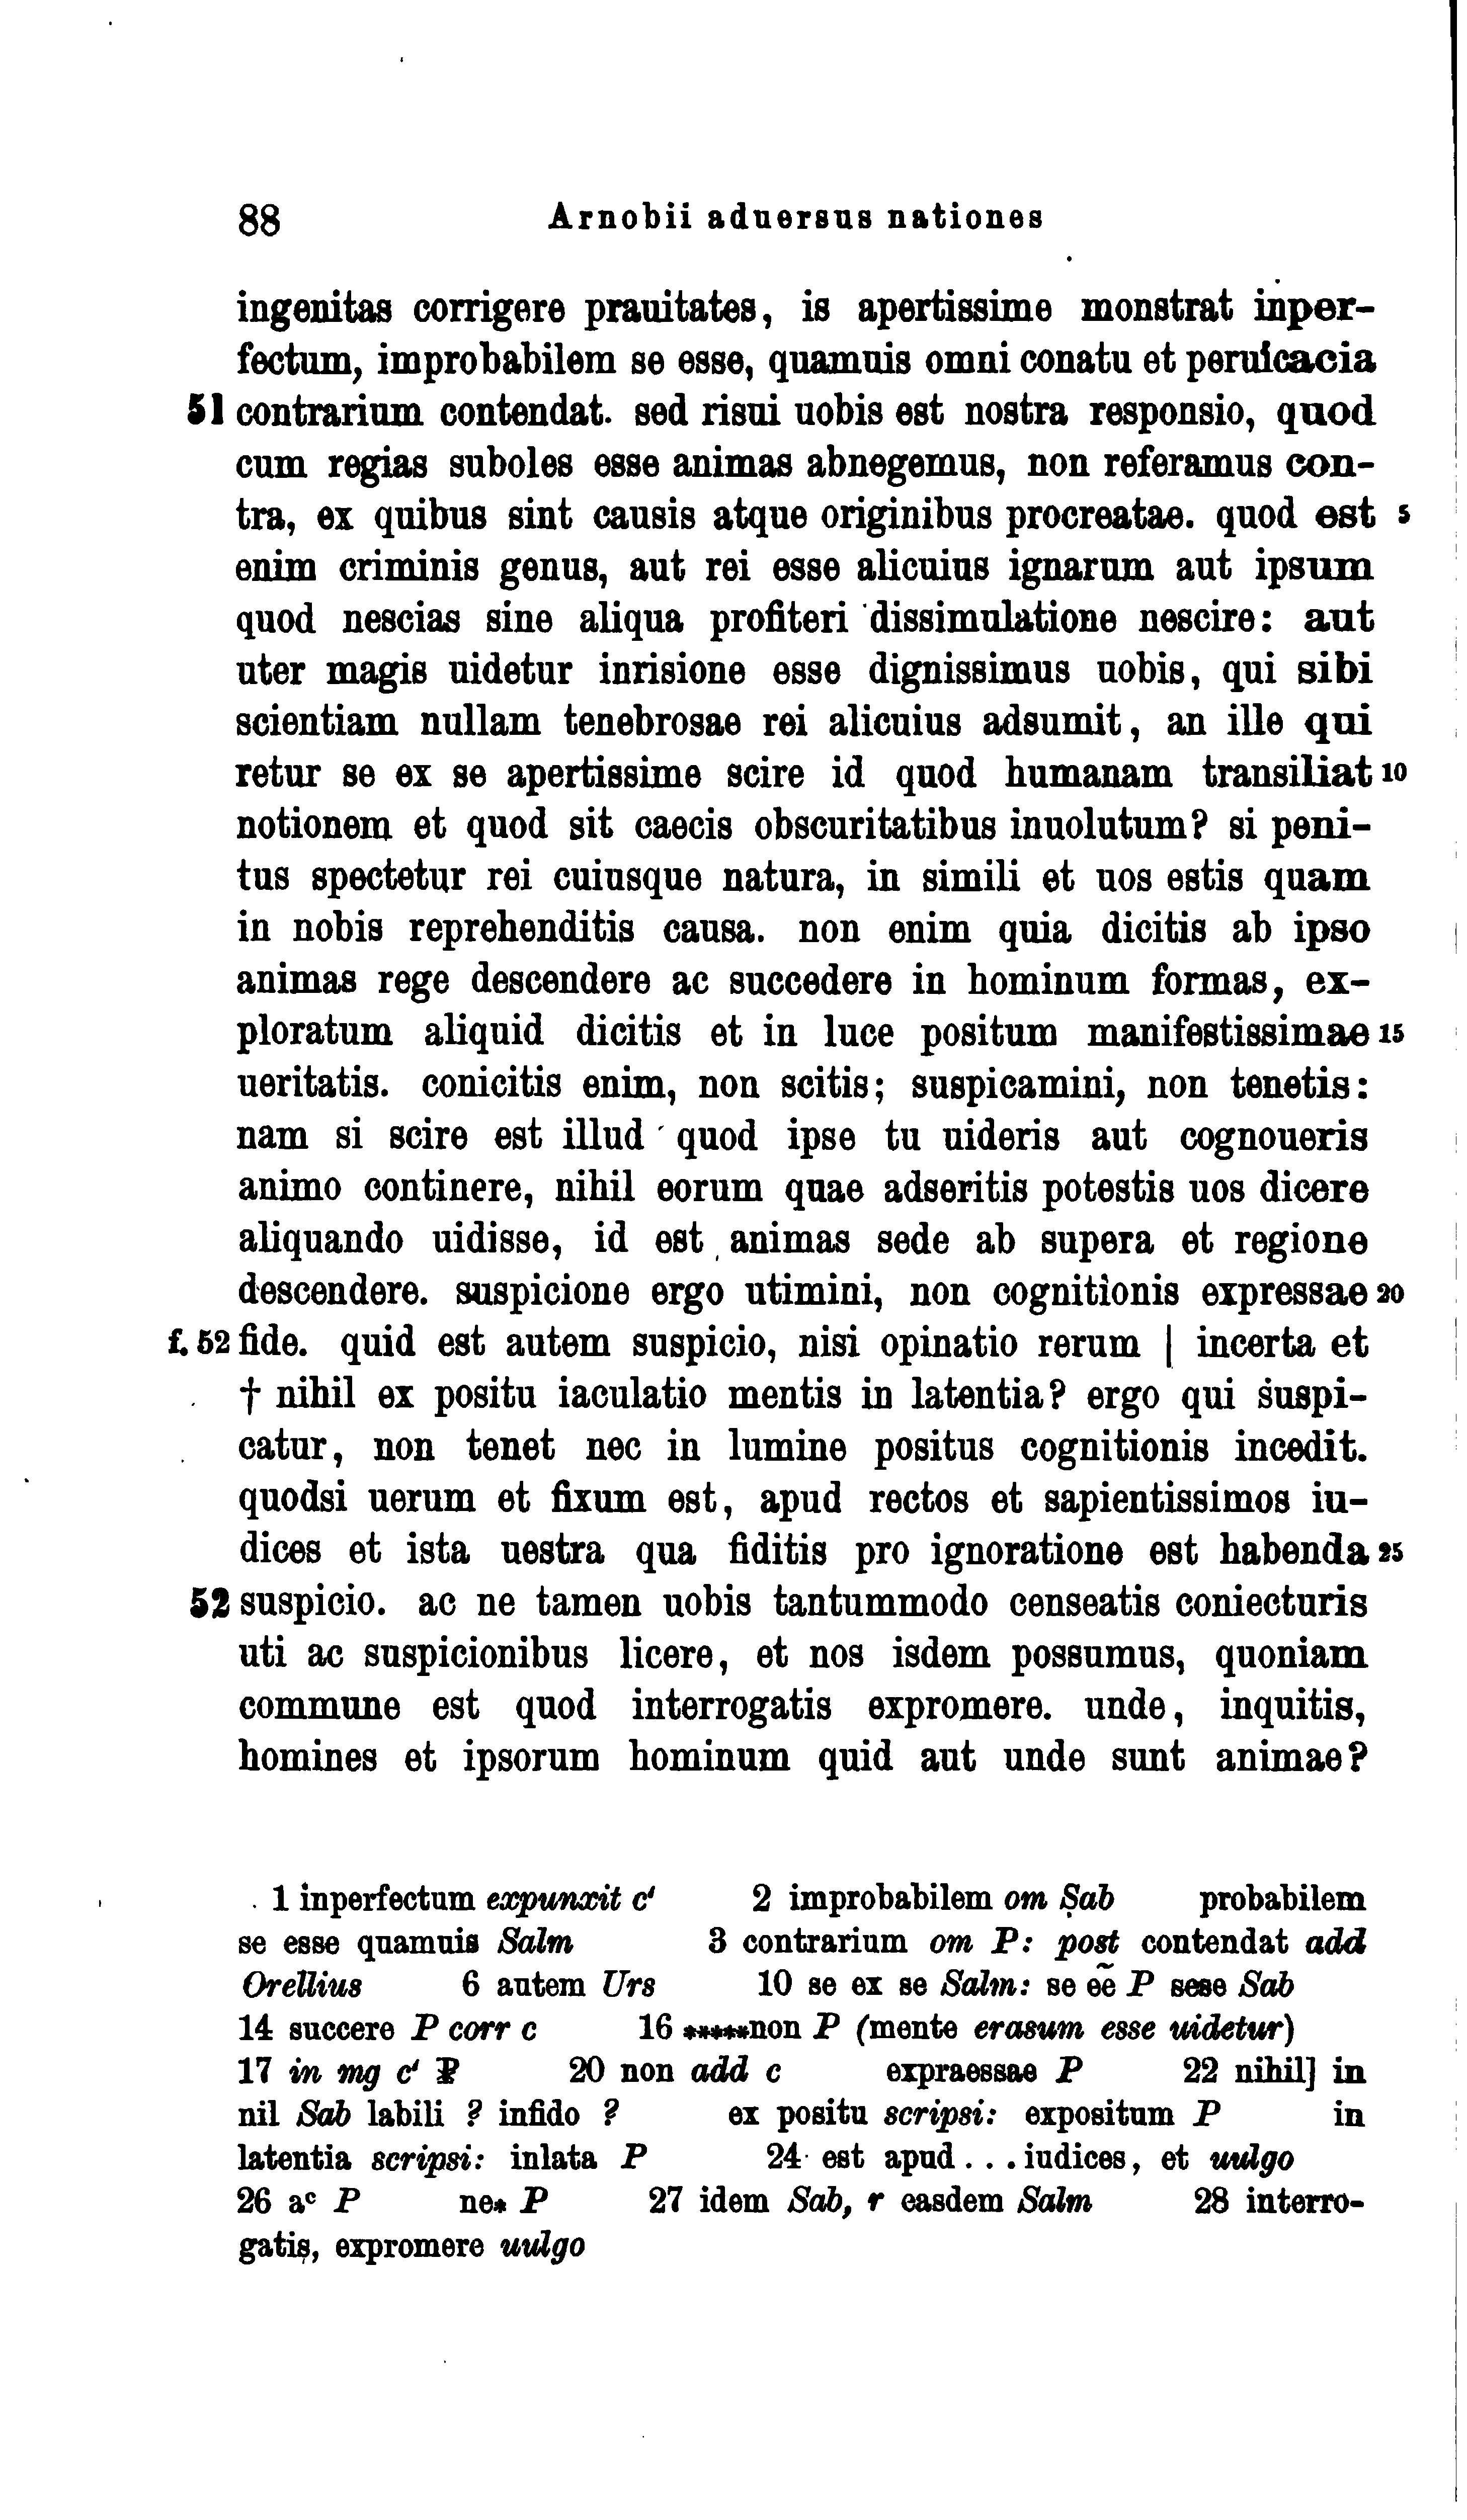 88 Arnobii aduersus nationes
ingenitas corrigere prauitates, is apertissime monstrat inper-
fectum, improbabilem se esse, quamuis omni conatu et peruicacia
51 contrarium contendat. sed risui uobis est nostra responsio, quod
cum regias suboles esse animas abnegemus, non referamus con-
tra, ex quibus sint causis atque originibus procreatae. quod est 5
enim criminis genus, aut rei esse alicuius ignarum aut ipsum
quod nescias sine aliqua profiteri dissimulatione nescire: aut
uter magis uidetur inrisione esse dignissimus uobis, qui sibi
scientiam nullam tenebrosae rei alicuius adsumit, an ille qui
retur se ex se apertissime scire id quod humanam transiliat 10
notionem et quod sit caecis obscuritatibus inuolutum? si peni-
tus spectetur rei cuiusque natura, in simili et uos estis quam
in nobis reprehenditis causa. non enim quia dicitis ab ipso
animas rege descendere ac succedere in hominum formas, ex-
ploratum aliquid dicitis et in luce positum manifestissimae 15
ueritatis. conicitis enim, non scitis; suspicamini, non tenetis:
nam si scire est illud quod ipse tu uideris aut cognoueris
animo continere, nihil eorum quae adseritis potestis uos dicere
aliquando uidisse, id est animas sede ab supera et regione
descendere. suspicione ergo utimini, non cognitionis expressae 20
f. 52 fide. quid est autem suspicio, nisi opinatio rerum | incerta et
† nihil ex positu iaculatio mentis in latentia? ergo qui suspi-
catur, non tenet nec in lumine positus cognitionis incedit.
quodsi uerum et fixum est, apud rectos et sapientissimos iu-
dices et ista uestra qua fiditis pro ignoratione est habenda 25
52 suspicio. ac ne tamen uobis tantummodo censeatis coniecturis
uti ac suspicionibus licere, et nos isdem possumus, quoniam
commune est quod interrogatis expromere. unde, inquitis,
homines et ipsorum hominum quid aut unde sunt animae?
1 inperfectum expunxit c' 2 improbabilem om Sab probabilem
se esse quamuis Salm 3 contrarium om P: post contendat add
Orellius 6 autem Urs 10 se ex se Salm: se ee͂ P sese Sab
14 succere P corr c 16 *****non P (mente erasum esse uidetur)
17 in mg c' ꝶ 20 non add c expraessae P 22 nihil] in
nil Sab labili ? infido ? ex positu scripsi: expositum P in
latentia scripsi: inlata P 24 est apud . . . iudices, et uulgo
26 aᶜ P ne* P 27 idem Sab, r easdem Salm 28 interro-
gatis, expromere uulgo